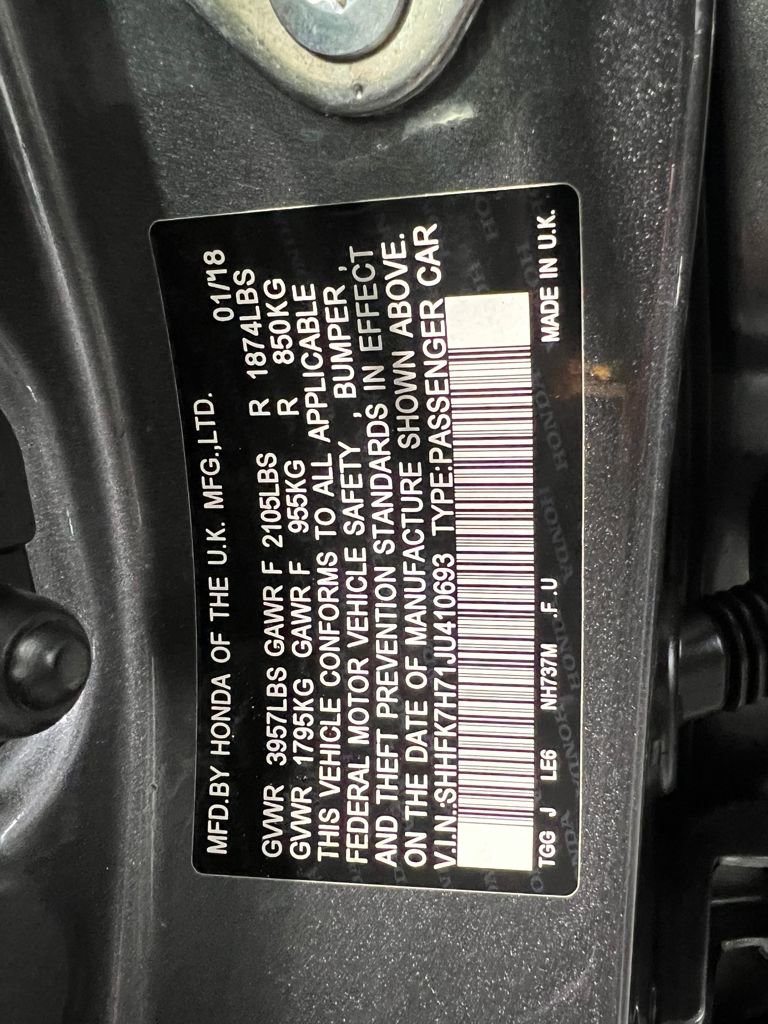 MFD.BY HONDA OF THE U.K. MFG.,LTD. 01/18
GVWR 3957LBS GAWR F 2105LBS R 1874LBS
GVWR 1795KG GAWR F 955KG R 850KG
THIS VEHICLE CONFORMS TO ALL APPLICABLE
FEDERAL MOTOR VEHICLE SAFETY, BUMPER,
AND THEFT PREVENTION STANDARDS IN EFFECT
ON THE DATE OF MANUFACTURE SHOWN ABOVE.
V.I.N.:SHHFK7H71JU410693 TYPE:PASSENGER CAR
TGG J LE6 NH737M .F.U MADE IN U.K.